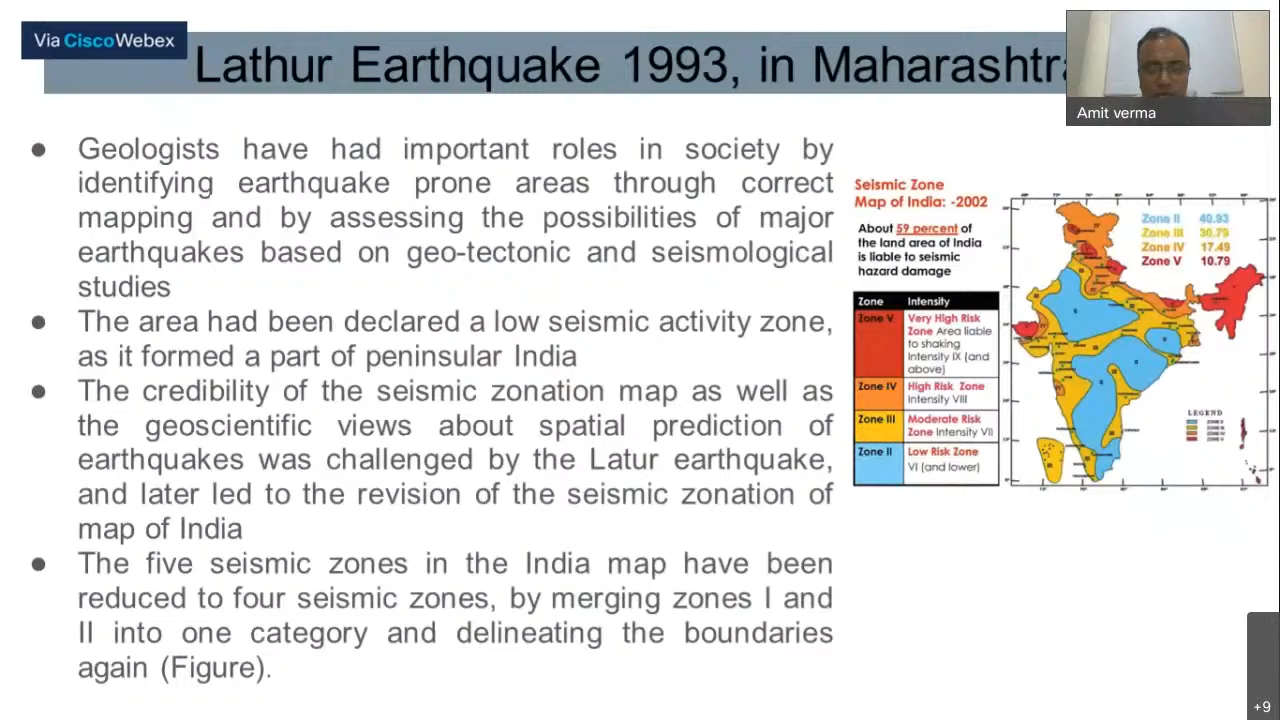 Via CiscoWebex
Lathur Earthquake 1993, in Maharashtra
Amit verma
● Geologists have had important roles in society by
identifying earthquake prone areas through correct
mapping and by assessing the possibilities of major
earthquakes based on geo-tectonic and seismological
studies
● The area had been declared a low seismic activity zone,
as it formed a part of peninsular India
● The credibility of the seismic zonation map as well as
the geoscientific views about spatial prediction of
earthquakes was challenged by the Latur earthquake,
and later led to the revision of the seismic zonation of
map of India
● The five seismic zones in the India map have been
reduced to four seismic zones, by merging zones I and
II into one category and delineating the boundaries
again (Figure).
Seismic Zone
Map of India: -2002
About 59 percent of
the land area of India
is liable to seismic
hazard damage
Zone Intensity
Zone V Very High Risk
Zone Area liable
to shaking
Intensity IX (and
above)
Zone IV High Risk Zone
Intensity VIII
Zone III Moderate Risk
Zone Intensity VII
Zone II Low Risk Zone
VI (and lower)
Zone II 40.93
Zone III 30.79
Zone IV 17.49
Zone V 10.79
LEGEND
ZONE II
ZONE III
ZONE IV
ZONE V
+9